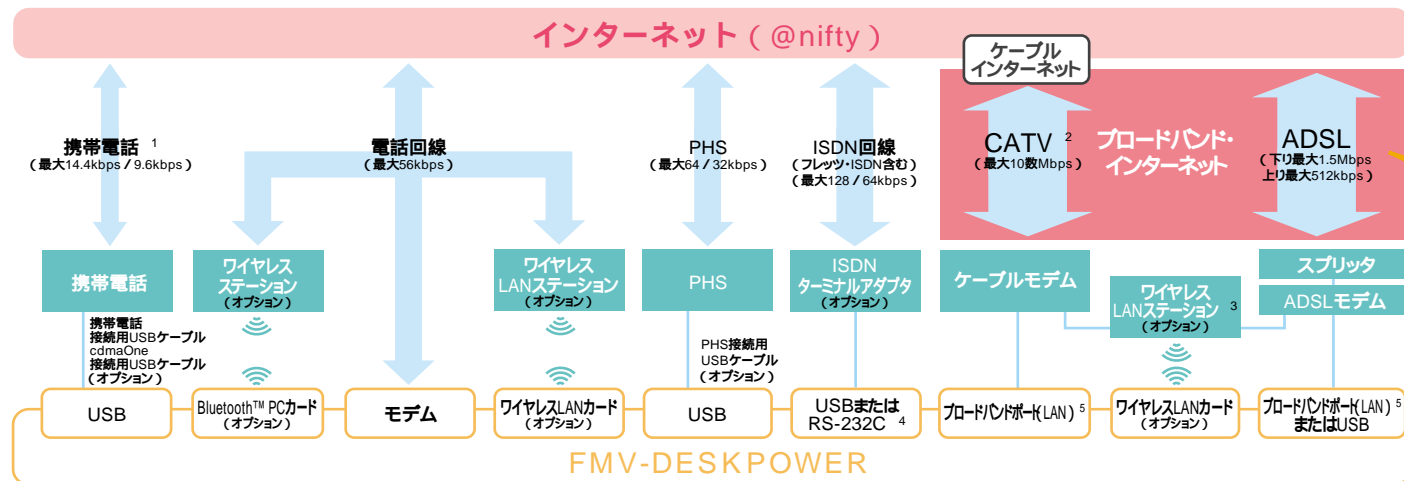 インターネット(@nifty)
ケーブル
インターネット
携帯電話 1
(最大14.4kbps / 9.6kbps)
電話回線
(最大56kbps)
PHS
(最大64 / 32kbps)
ISDN回線
(フレッツ・ISDN含む)
(最大128 / 64kbps)
CATV 2
(最大10数Mbps)
ブロードバンド・
インターネット
ADSL
(下り最大1.5Mbps
上り最大512kbps)
携帯電話
ワイヤレス
ステーション
(オプション)
ワイヤレス
LANステーション
(オプション)
PHS
ISDN
ターミナルアダプタ
(オプション)
ケーブルモデム
ワイヤレス
LANステーション 3
(オプション)
スプリッタ
ADSLモデム
携帯電話
接続用USBケーブル
cdmaOne
接続用USBケーブル
(オプション)
PHS接続用
USBケーブル
(オプション)
USB
Bluetooth™ PCカード
(オプション)
モデム
ワイヤレスLANカード
(オプション)
USB
USBまたは
RS-232C 4
ブロードバンドポート(LAN) 5
ワイヤレスLANカード
(オプション)
ブロードバンドポート(LAN) 5
またはUSB
FMV-DESKPOWER